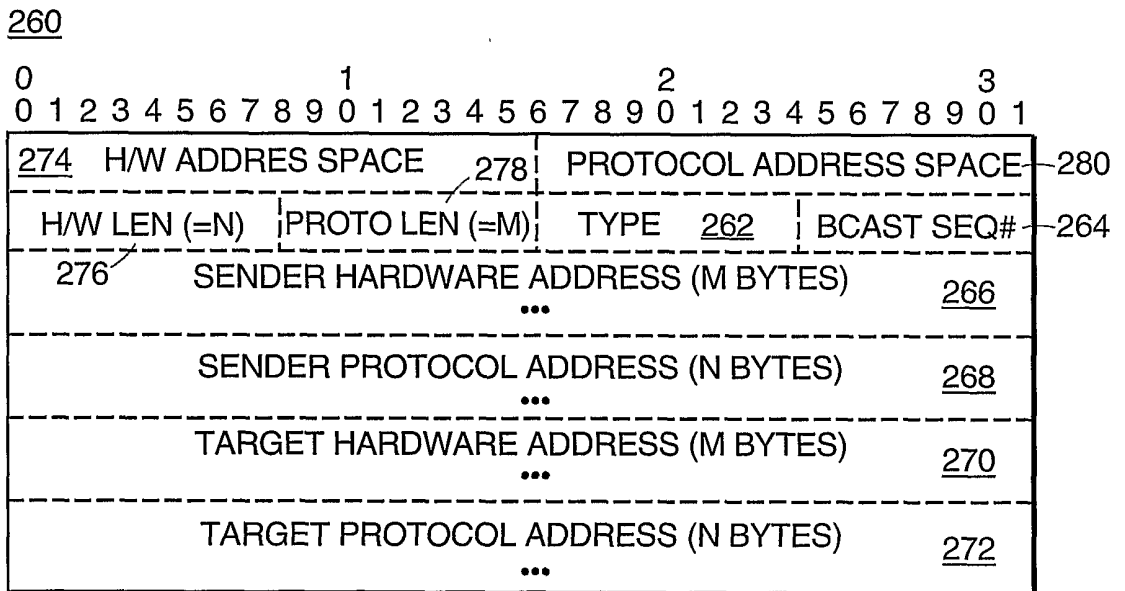 260
0 1 2 3
0 1 2 3 4 5 6 7 8 9 0 1 2 3 4 5 6 7 8 9 0 1 2 3 4 5 6 7 8 9 0 1
274 H/W ADDRES SPACE 278 PROTOCOL ADDRESS SPACE 280
H/W LEN (=N) PROTO LEN (=M) TYPE 262 BCAST SEQ# 264
276 SENDER HARDWARE ADDRESS (M BYTES) 266
•••
SENDER PROTOCOL ADDRESS (N BYTES) 268
•••
TARGET HARDWARE ADDRESS (M BYTES) 270
•••
TARGET PROTOCOL ADDRESS (N BYTES) 272
•••